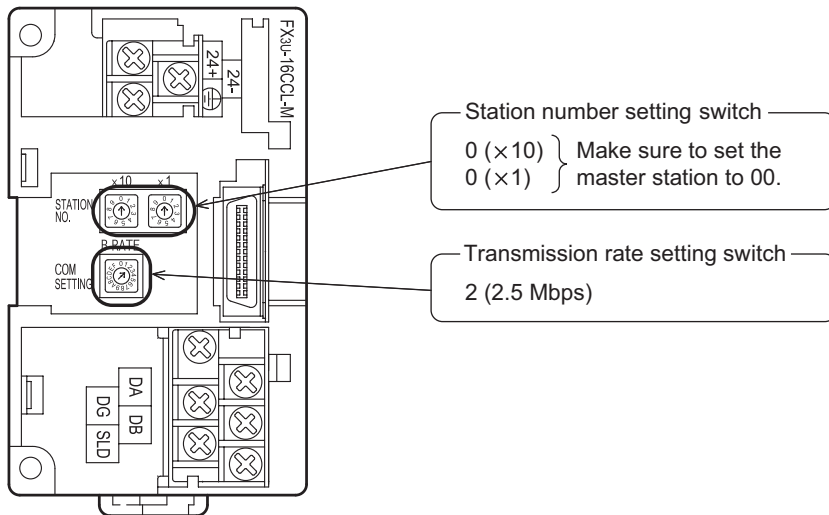 FX3U-16CCL-M
24+
24-
×10 ×1
STATION
NO.
B RATE
COM
SETTING
DA
DG
DB
SLD
Station number setting switch
0 (×10)
0 (×1)
Make sure to set the
master station to 00.
Transmission rate setting switch
2 (2.5 Mbps)